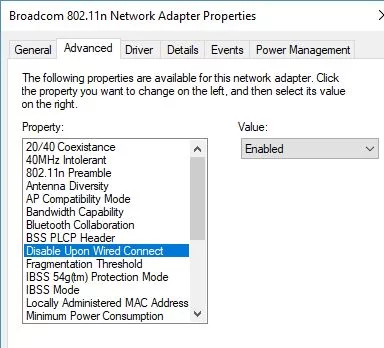 Broadcom 802.11n Network Adapter Properties
General Advanced Driver Details Events Power Management
The following properties are available for this network adapter. Click
the property you want to change on the left, and then select its value
on the right.
Property: Value:
20/40 Coexistance Enabled
40MHz Intolerant
802.11n Preamble
Antenna Diversity
AP Compatibility Mode
Bandwidth Capability
Bluetooth Collaboration
BSS PLCP Header
Disable Upon Wired Connect
Fragmentation Threshold
IBSS 54g(tm) Protection Mode
IBSS Mode
Locally Administered MAC Address
Minimum Power Consumption